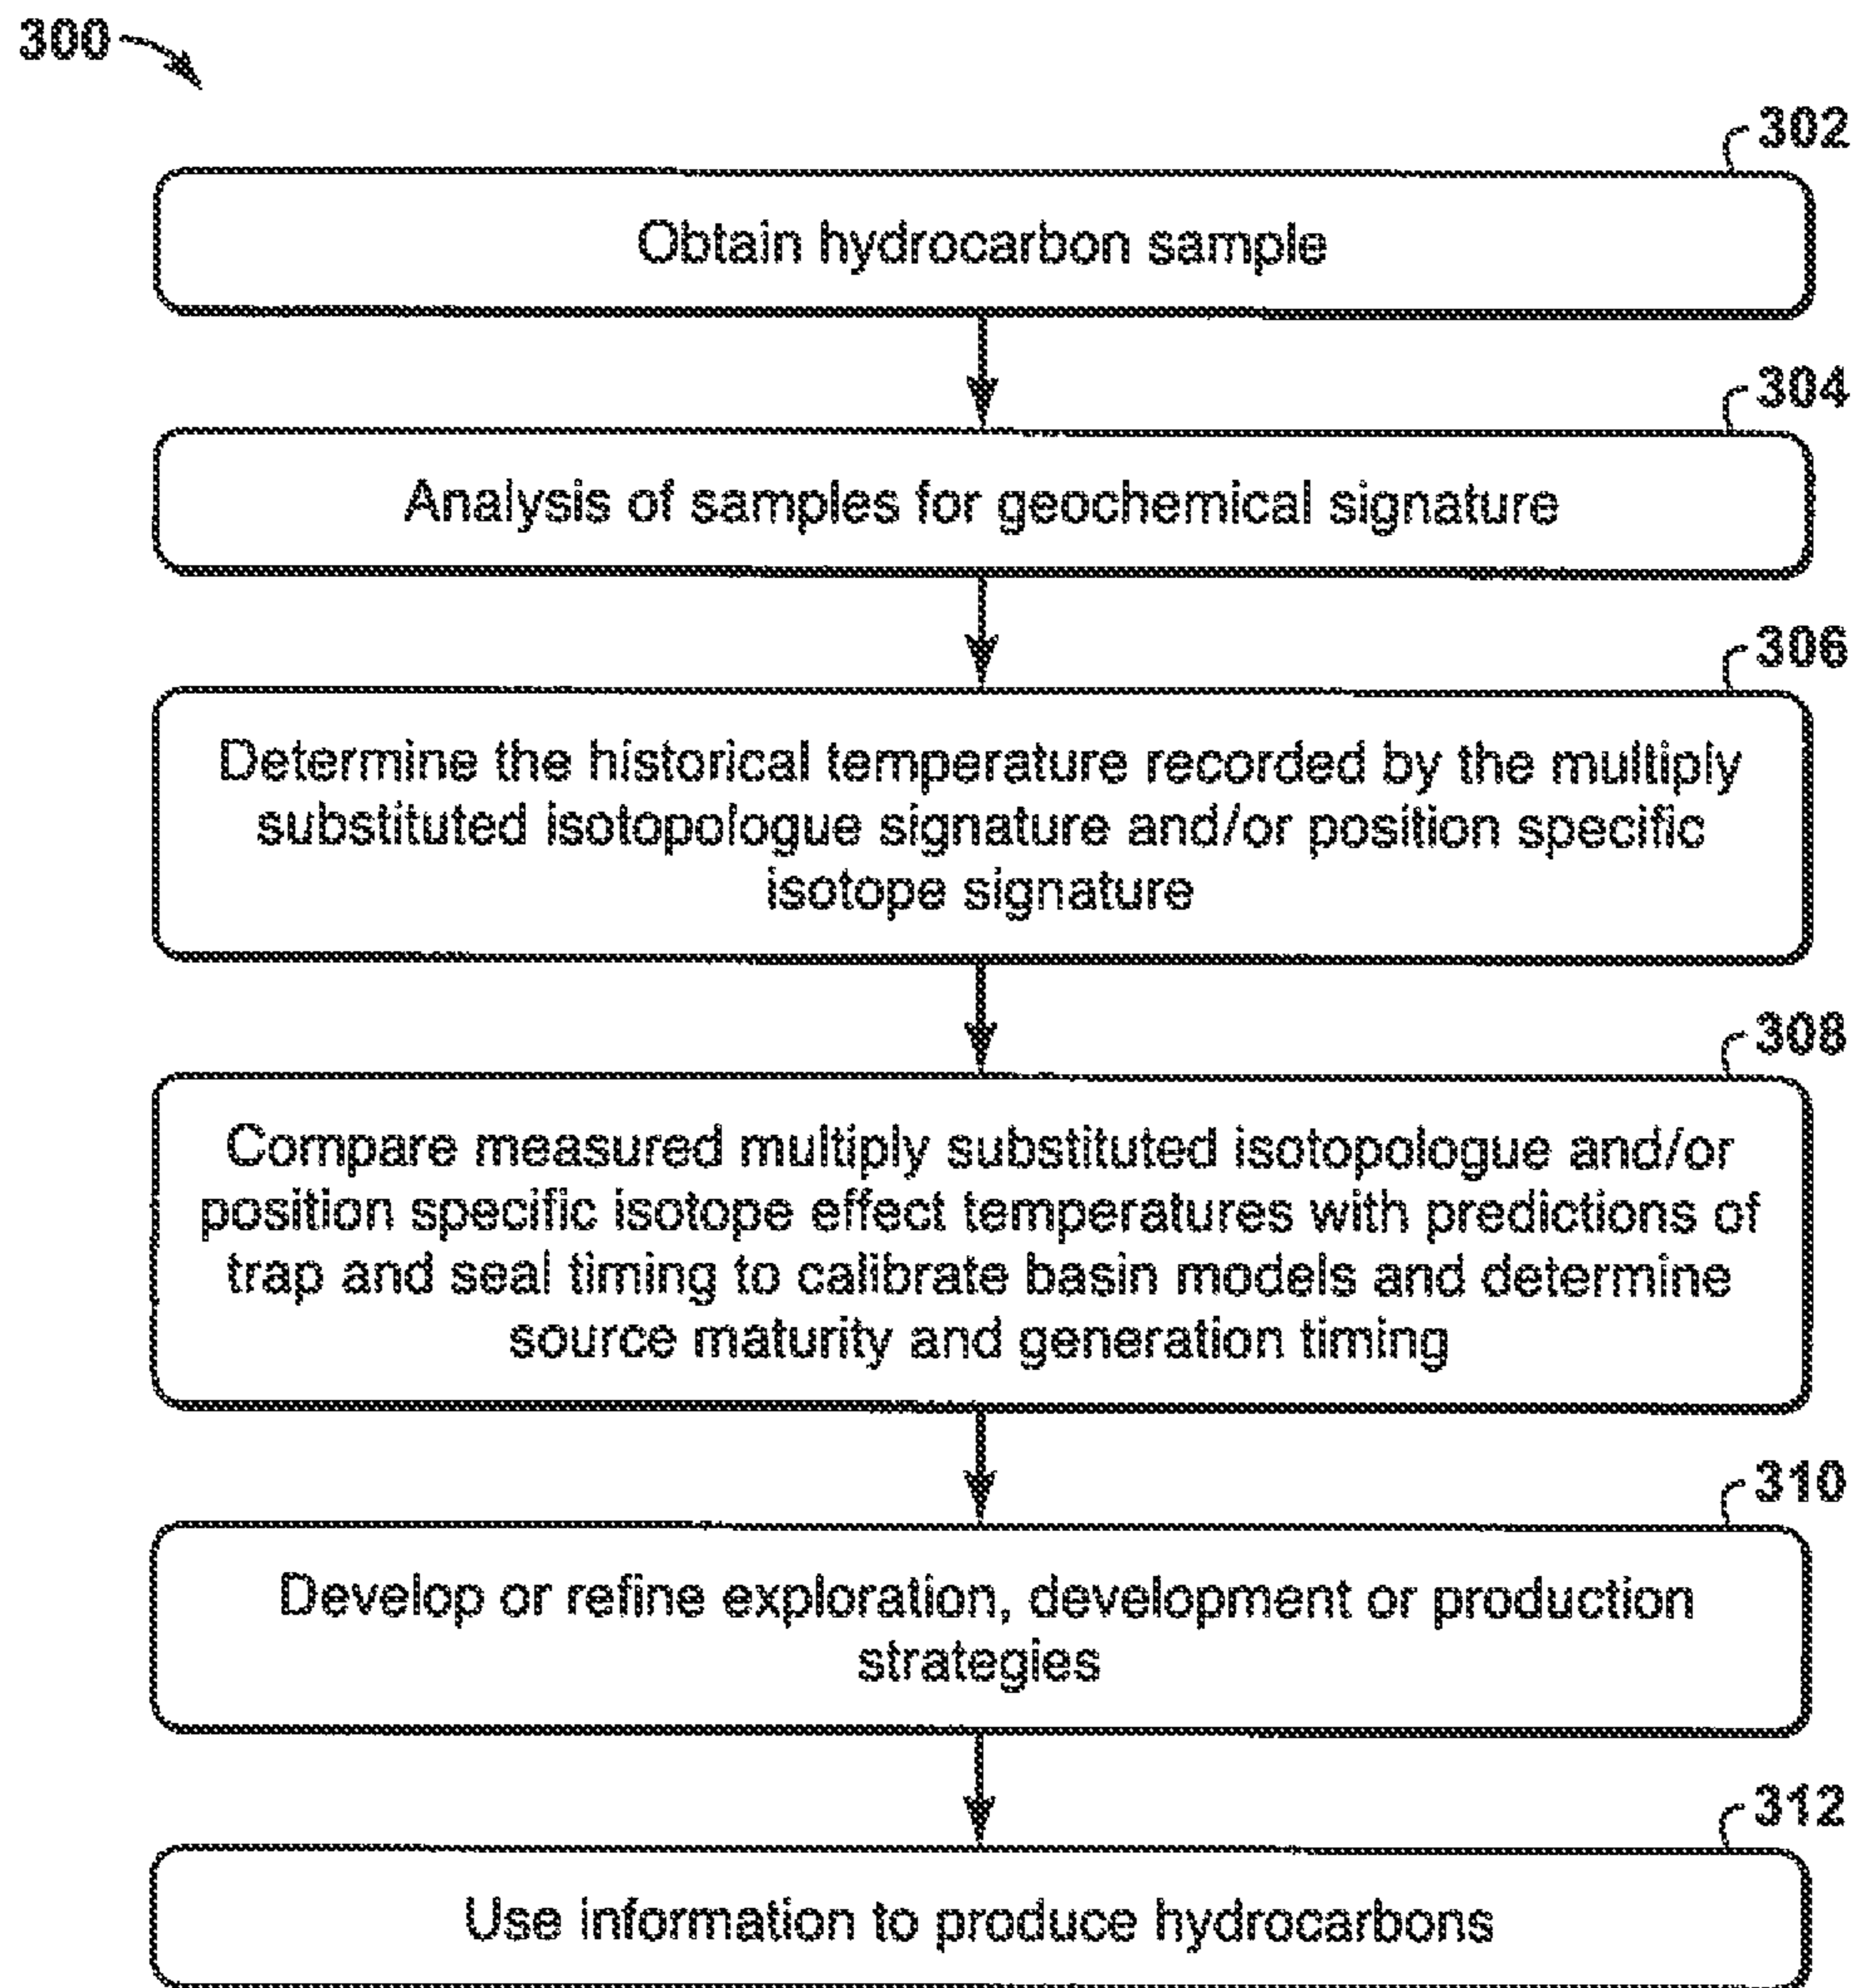 300
302
Obtain hydrocarbon sample
304
Analysis of samples for geochemical signature
306
Determine the historical temperature recorded by the multiply
substituted isotopologue signature and/or position specific
isotope signature
308
Compare measured multiply substituted isotopologue and/or
position specific isotope effect temperatures with predictions of
trap and seal timing to calibrate basin models and determine
source maturity and generation timing
310
Develop or refine exploration, development or production
strategies
312
Use information to produce hydrocarbons